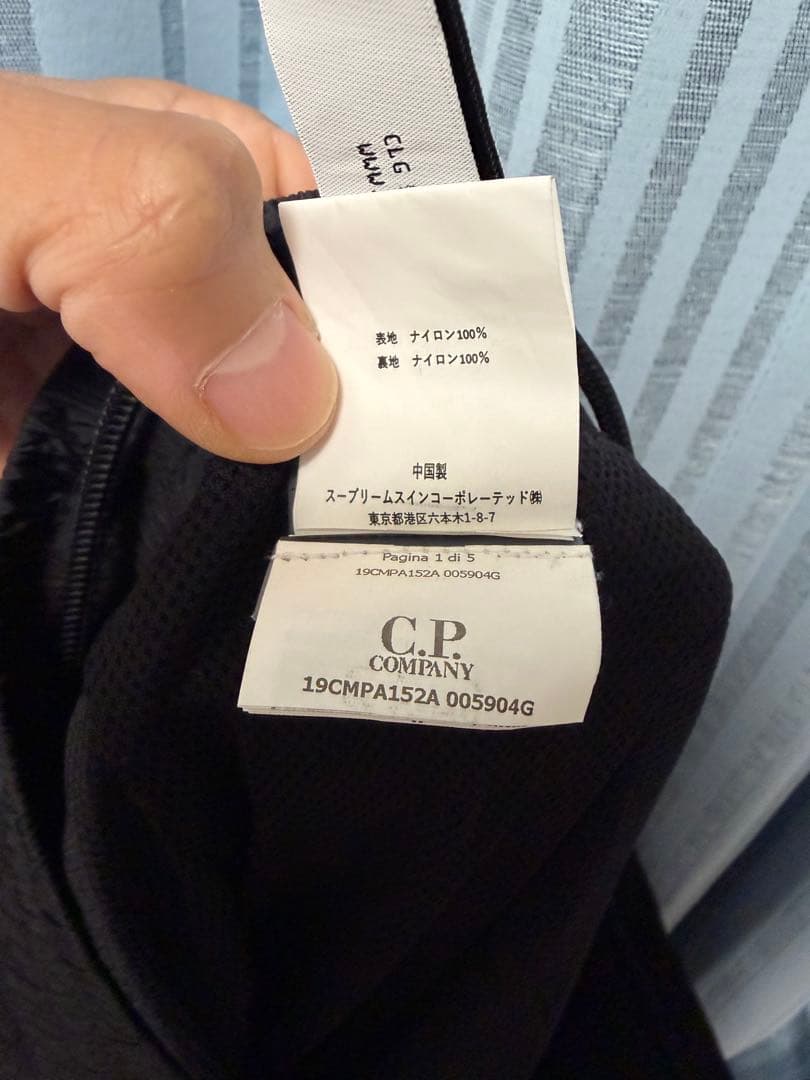 CLG
www.
表地 ナイロン100%
裏地 ナイロン100%
中国製
スープリームスインコーポレーテッド㈱
東京都港区六本木1-8-7
Pagina 1 di 5
19CMPA152A 005904G
C.P.
COMPANY
19CMPA152A 005904G